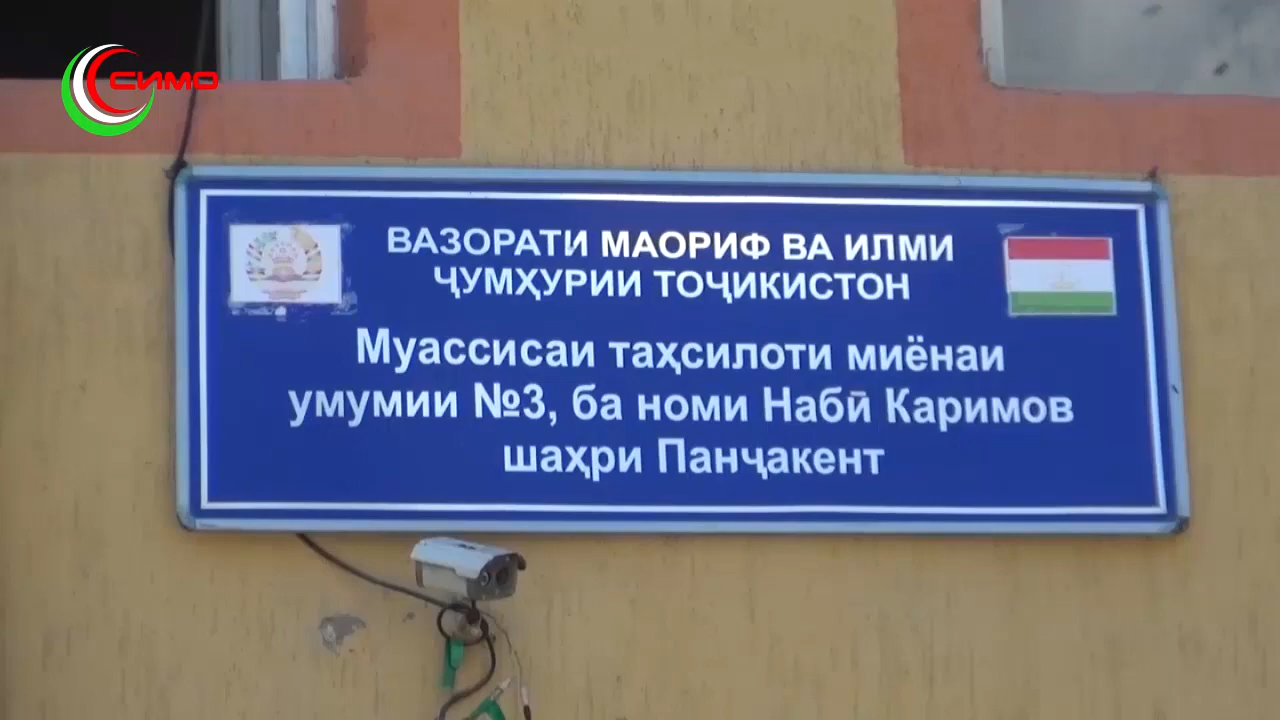 СИМО
ВАЗОРАТИ МАОРИФ ВА ИЛМИ
ҶУМҲУРИИ ТОҶИКИСТОН
Муассисаи таҳсилоти миёнаи
умумии №3, ба номи Набӣ Каримов
шаҳри Панҷакент